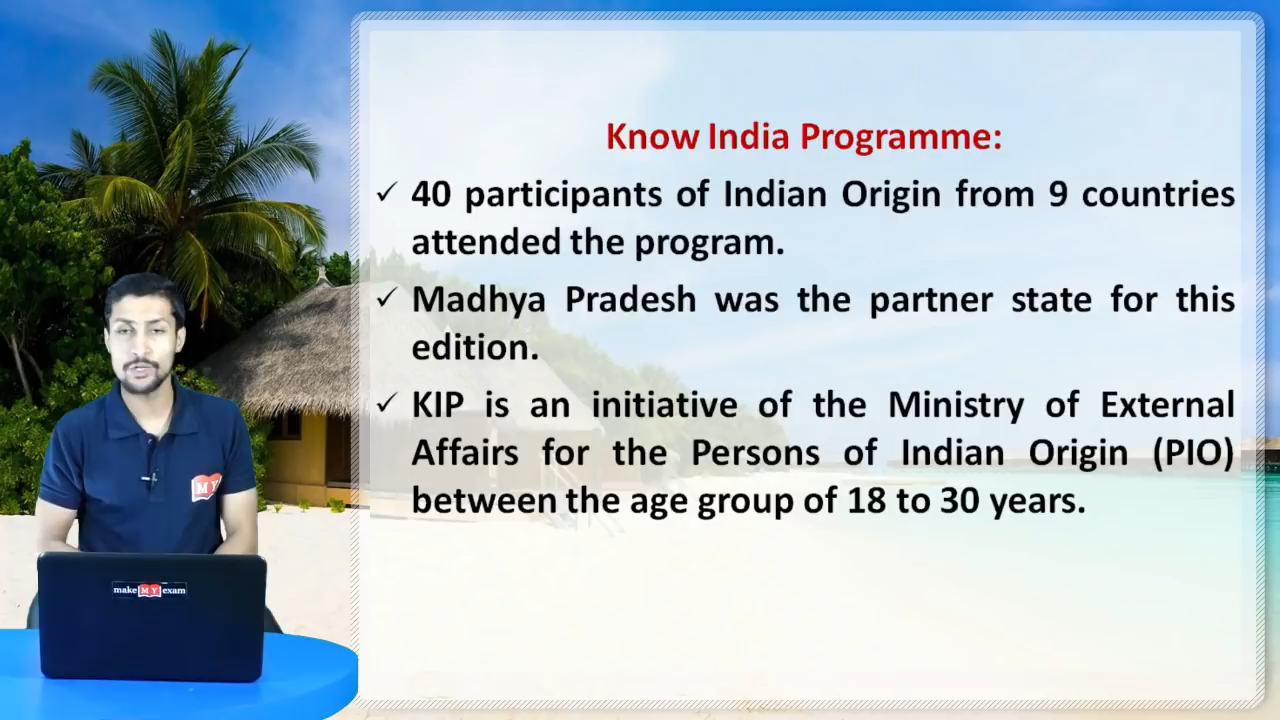 Know India Programme:
✓ 40 participants of Indian Origin from 9 countries
attended the program.
✓ Madhya Pradesh was the partner state for this
edition.
✓ KIP is an initiative of the Ministry of External
Affairs for the Persons of Indian Origin (PIO)
between the age group of 18 to 30 years.
MY
make MY exam